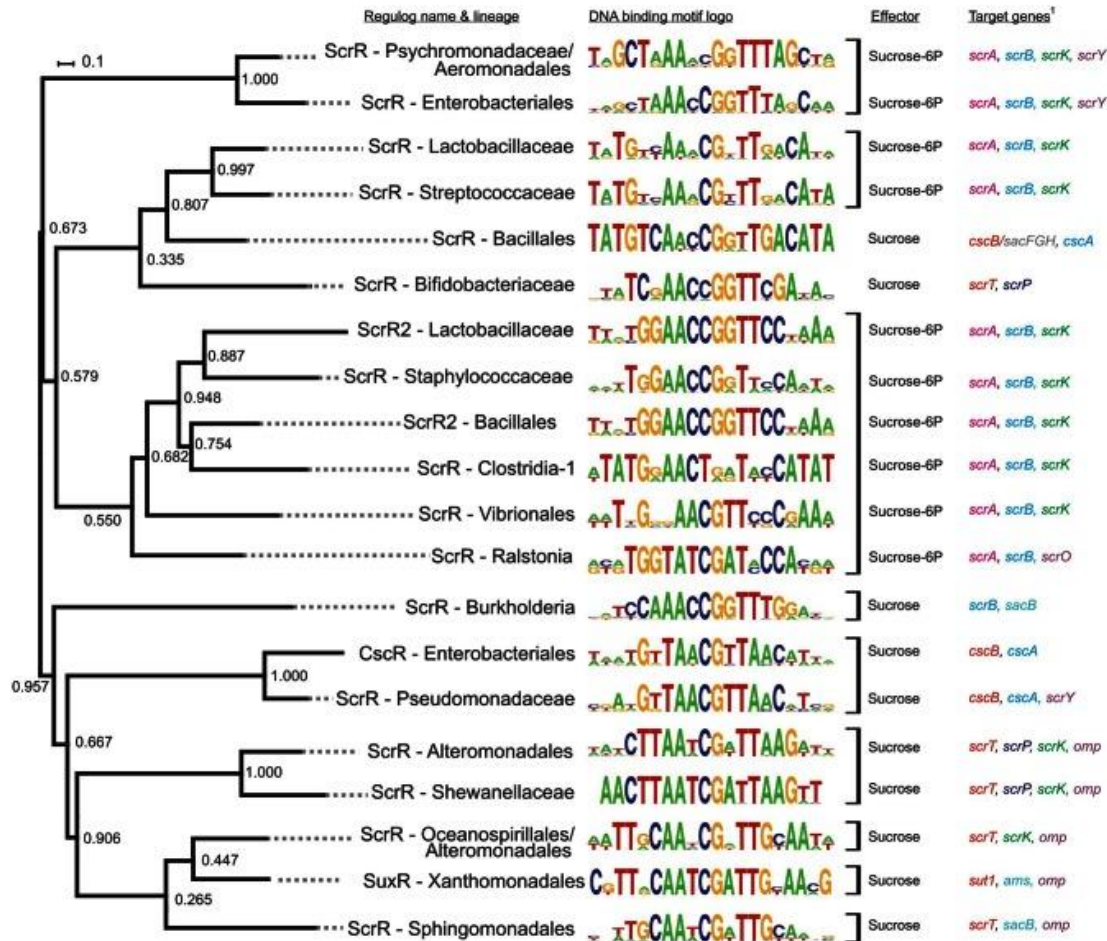 Regulog name & lineage DNA binding motif logo Effector Target genes¹
0.1
ScrR - Psychromonadaceae/ Sucrose-6P scrA, scrB, scrK, scrY
Aeromonadales
1.000
ScrR - Enterobacteriales Sucrose-6P scrA, scrB, scrK, scrY
ScrR - Lactobacillaceae Sucrose-6P scrA, scrB, scrK
0.997
ScrR - Streptococcaceae Sucrose-6P scrA, scrB, scrK
0.807
0.673
ScrR - Bacillales TATGTCAAcCGGTTGACATA Sucrose cscB/sacFGH, cscA
0.335
ScrR - Bifidobacteriaceae Sucrose scrT, scrP
ScrR2 - Lactobacillaceae Sucrose-6P scrA, scrB, scrK
0.887
0.579
ScrR - Staphylococcaceae Sucrose-6P scrA, scrB, scrK
0.948
ScrR2 - Bacillales Sucrose-6P scrA, scrB, scrK
0.754
0.682
ScrR - Clostridia-1 Sucrose-6P scrA, scrB, scrK
ScrR - Vibrionales Sucrose-6P scrA, scrB, scrK
0.550
ScrR - Ralstonia Sucrose-6P scrA, scrB, scrO
ScrR - Burkholderia Sucrose scrB, sacB
CscR - Enterobacteriales Sucrose cscB, cscA
1.000
0.957
ScrR - Pseudomonadaceae Sucrose cscB, cscA, scrY
0.667
ScrR - Alteromonadales Sucrose scrT, scrP, scrK, omp
1.000
ScrR - Shewanellaceae AACTTAATCGATTAAGTT Sucrose scrT, scrP, scrK, omp
0.906
ScrR - Oceanospirillales/ Sucrose scrT, scrK, omp
Alteromonadales
0.447
SuxR - Xanthomonadales Sucrose sut1, ams, omp
0.265
ScrR - Sphingomonadales Sucrose scrT, sacB, omp